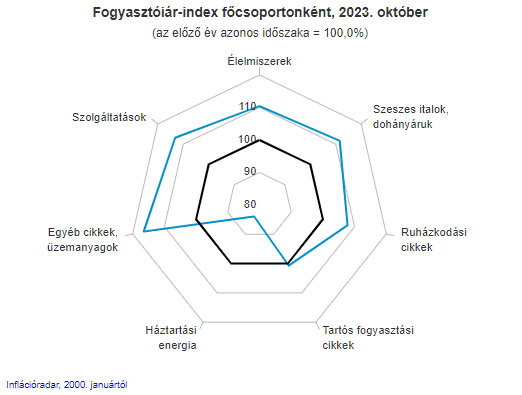 Fogyasztóiár-index főcsoportonként, 2023. október
(az előző év azonos időszaka = 100,0%)
Élelmiszerek
Szeszes italok,
dohányáruk
Ruházkodási
cikkek
Tartós fogyasztási
cikkek
Háztartási
energia
Egyéb cikkek,
üzemanyagok
Szolgáltatások
110
100
90
80
Inflációradar, 2000. januártól